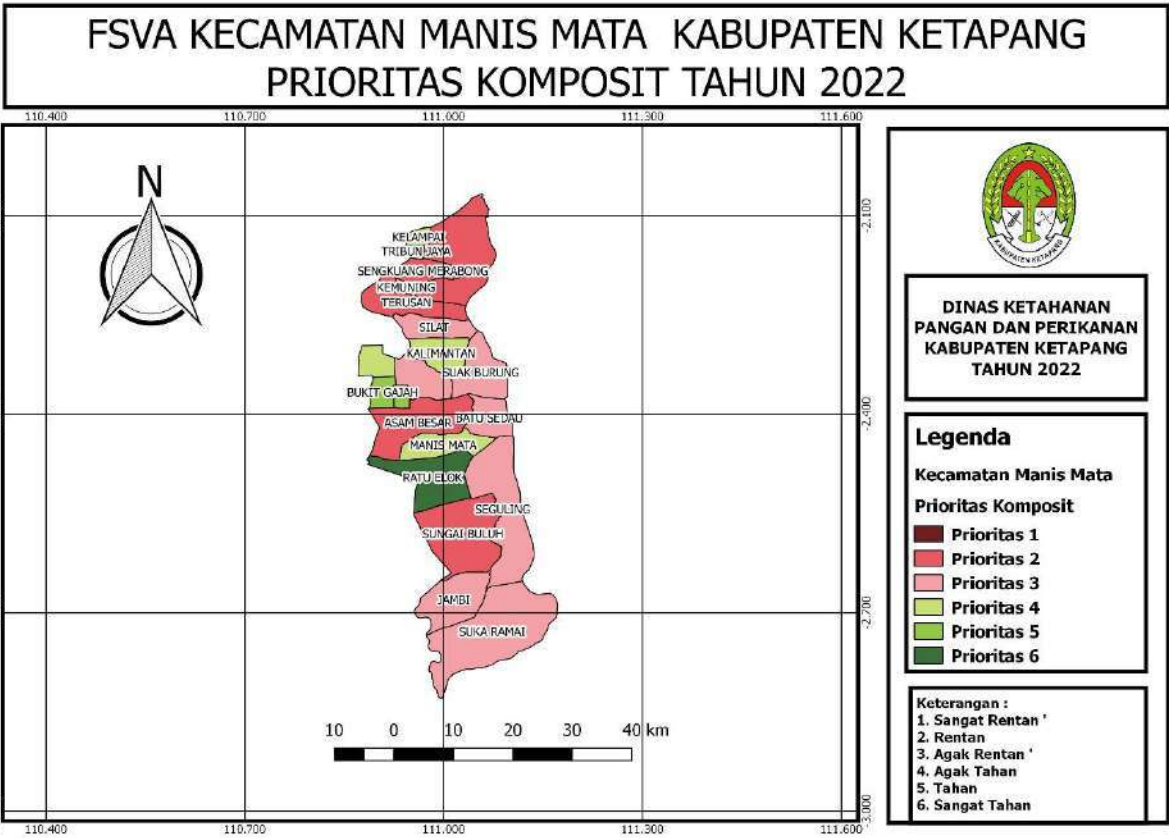 FSVA KECAMATAN MANIS MATA KABUPATEN KETAPANG
PRIORITAS KOMPOSIT TAHUN 2022
110.400 110.700 111.000 111.300 111.600
N
-2.100
-2.400
-2.700
-3.000
KELAMPAI
TRIBUN JAYA
SENGKUANG MERABONG
KEMUNING
TERUSAN
SILAT
KALIMANTAN
SUAK BURUNG
BUKIT GAJAH
ASAM BESAR
BATU SEDAU
MANIS MATA
RATU ELOK
SEGULING
SUNGAI BULUH
JAMBI
SUKA RAMAI
10 0 10 20 30 40 km
110.400 110.700 111.000 111.300 111.600
KABUPATEN KETAPANG
DINAS KETAHANAN
PANGAN DAN PERIKANAN
KABUPATEN KETAPANG
TAHUN 2022
Legenda
Kecamatan Manis Mata
Prioritas Komposit
Prioritas 1
Prioritas 2
Prioritas 3
Prioritas 4
Prioritas 5
Prioritas 6
Keterangan :
1. Sangat Rentan '
2. Rentan
3. Agak Rentan '
4. Agak Tahan
5. Tahan
6. Sangat Tahan